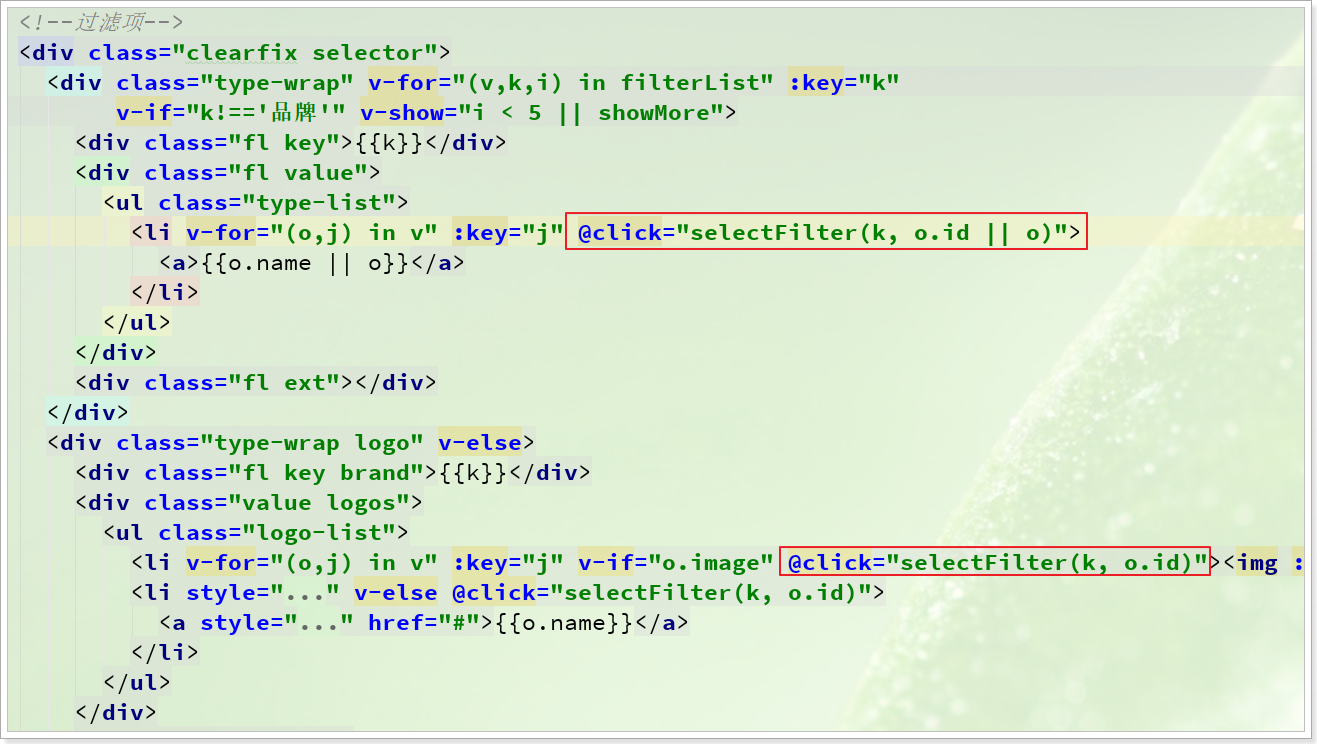 <!--过滤项-->
<div class="clearfix selector">
<div class="type-wrap" v-for="(v,k,i) in filterList" :key="k"
v-if="k!=='品牌'" v-show="i < 5 || showMore">
<div class="fl key">{{k}}</div>
<div class="fl value">
<ul class="type-list">
<li v-for="(o,j) in v" :key="j" @click="selectFilter(k, o.id || o)">
<a>{{o.name || o}}</a>
</li>
</ul>
</div>
<div class="fl ext"></div>
</div>
<div class="type-wrap logo" v-else>
<div class="fl key brand">{{k}}</div>
<div class="value logos">
<ul class="logo-list">
<li v-for="(o,j) in v" :key="j" v-if="o.image" @click="selectFilter(k, o.id)"><img :
<li style="..." v-else @click="selectFilter(k, o.id)">
<a style="..." href="#">{{o.name}}</a>
</li>
</ul>
</div>